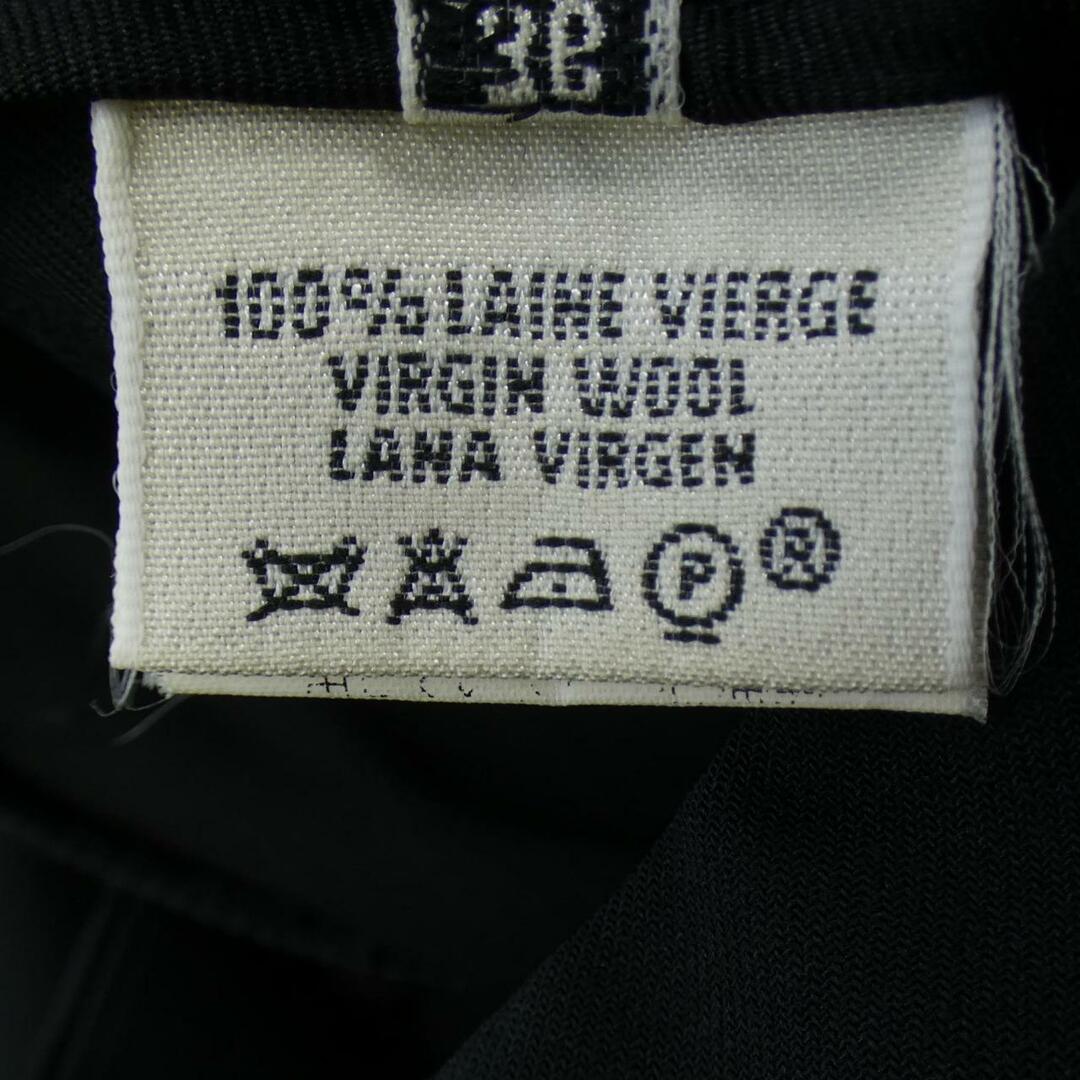 38
100% LAINE VIERGE
VIRGIN WOOL
LANA VIRGEN
P ®